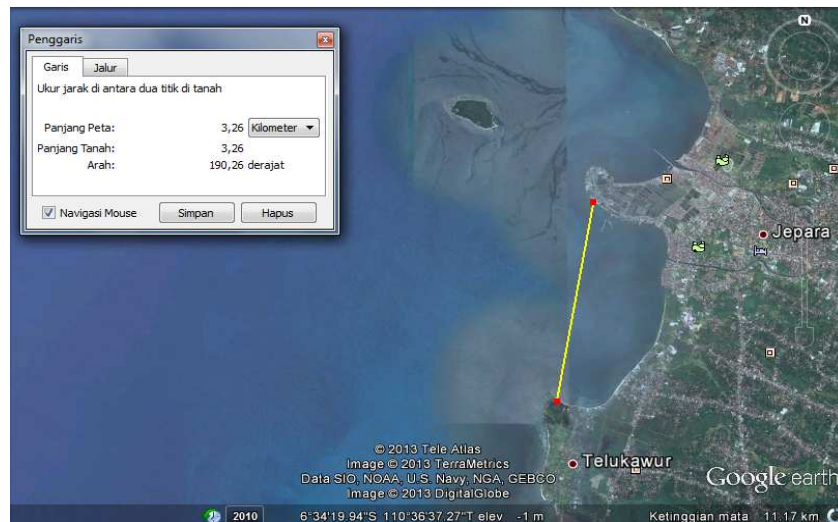 Penggaris
Garis
Jalur
Ukur jarak di antara dua titik di tanah
Panjang Peta:
3,26
Kilometer
Panjang Tanah:
3,26
Arah:
190,26 derajat
Navigasi Mouse
Simpan
Hapus
N
Jepara
Telukawur
© 2013 Tele Atlas
Image © 2013 TerraMetrics
Data SIO, NOAA, U.S. Navy, NGA, GEBCO
Image © 2013 DigitalGlobe
Google earth
2010
6°34'19.94"S 110°36'37.27"T elev -1 m
Ketinggian mata 11.17 km